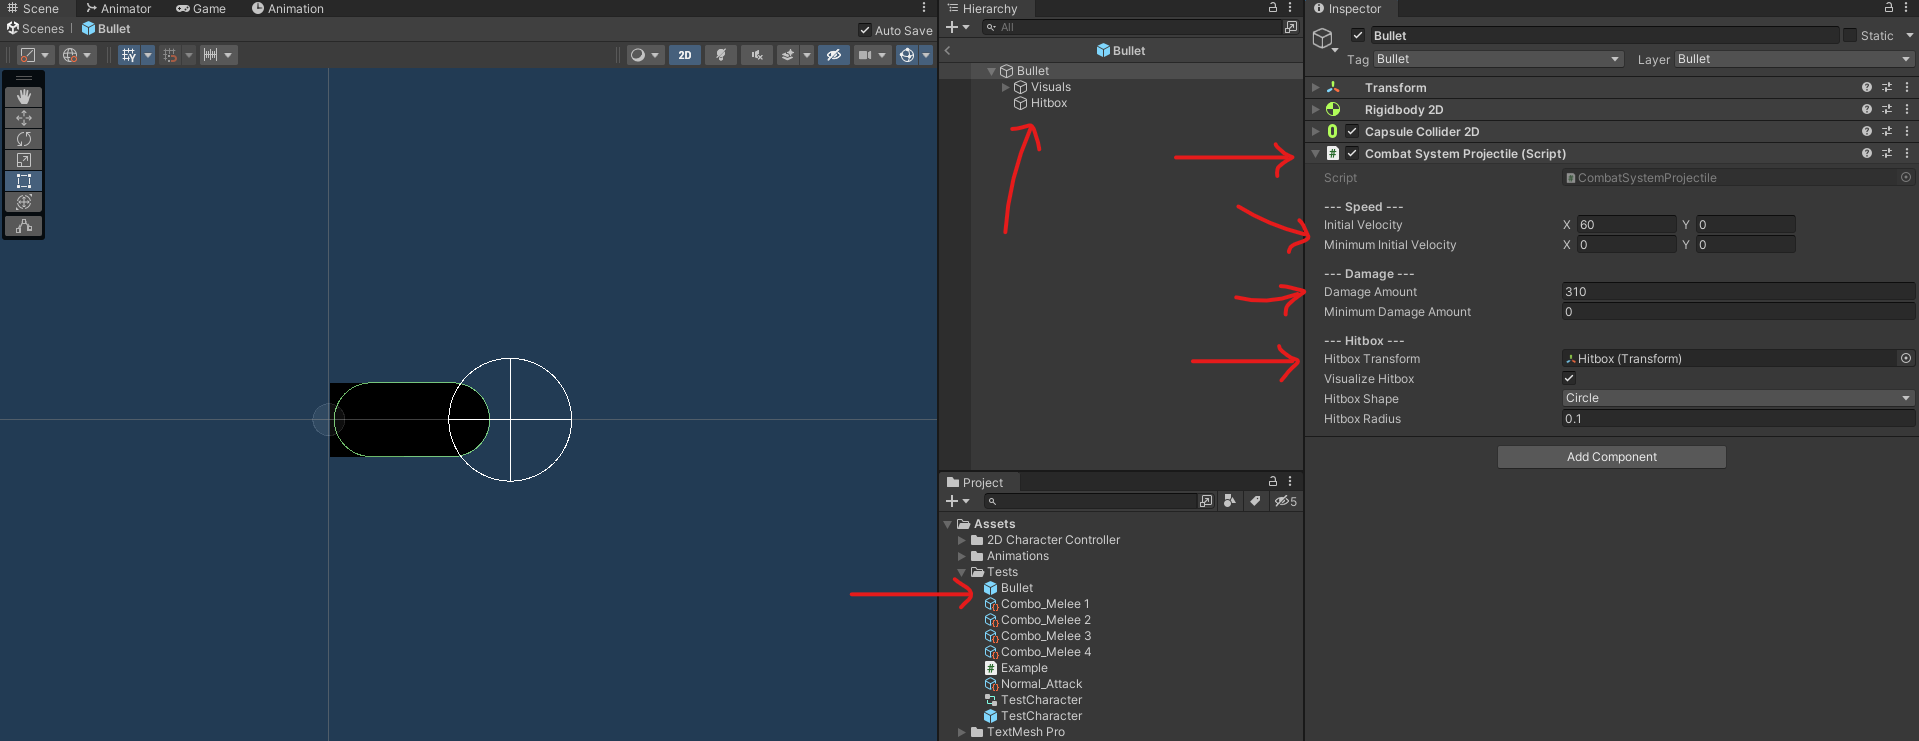 Scene
Animator
Game
Animation
Scenes
Bullet
Auto Save
2D
Hierarchy
All
Bullet
Bullet
Visuals
Hitbox
Project
5
Assets
2D Character Controller
Animations
Tests
Bullet
Combo_Melee 1
Combo_Melee 2
Combo_Melee 3
Combo_Melee 4
Example
Normal_Attack
TestCharacter
TestCharacter
TextMesh Pro
Inspector
Bullet
Static
Tag Bullet Layer Bullet
Transform
Rigidbody 2D
Capsule Collider 2D
Combat System Projectile (Script)
Script CombatSystemProjectile
--- Speed ---
Initial Velocity X 60 Y 0
Minimum Initial Velocity X 0 Y 0
--- Damage ---
Damage Amount 310
Minimum Damage Amount 0
--- Hitbox ---
Hitbox Transform Hitbox (Transform)
Visualize Hitbox
Hitbox Shape Circle
Hitbox Radius 0.1
Add Component